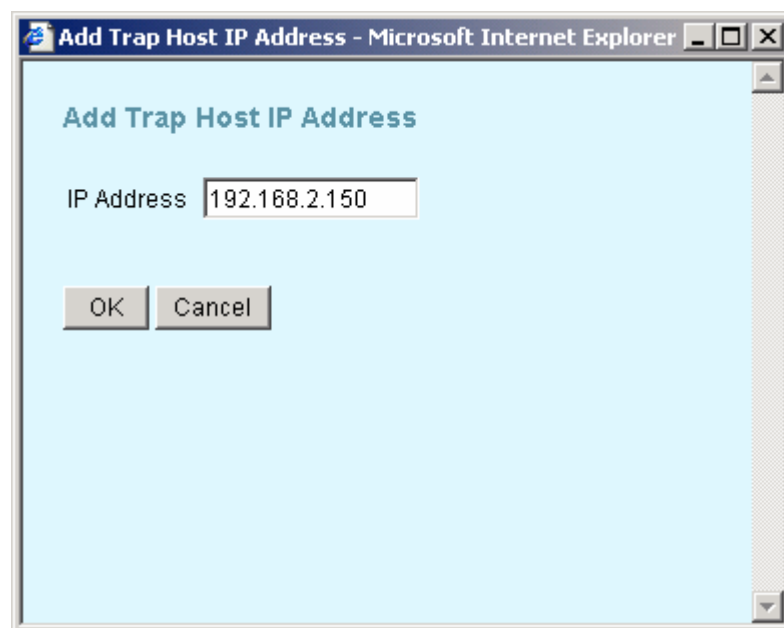 Add Trap Host IP Address - Microsoft Internet Explorer
Add Trap Host IP Address
IP Address 192.168.2.150
OK Cancel